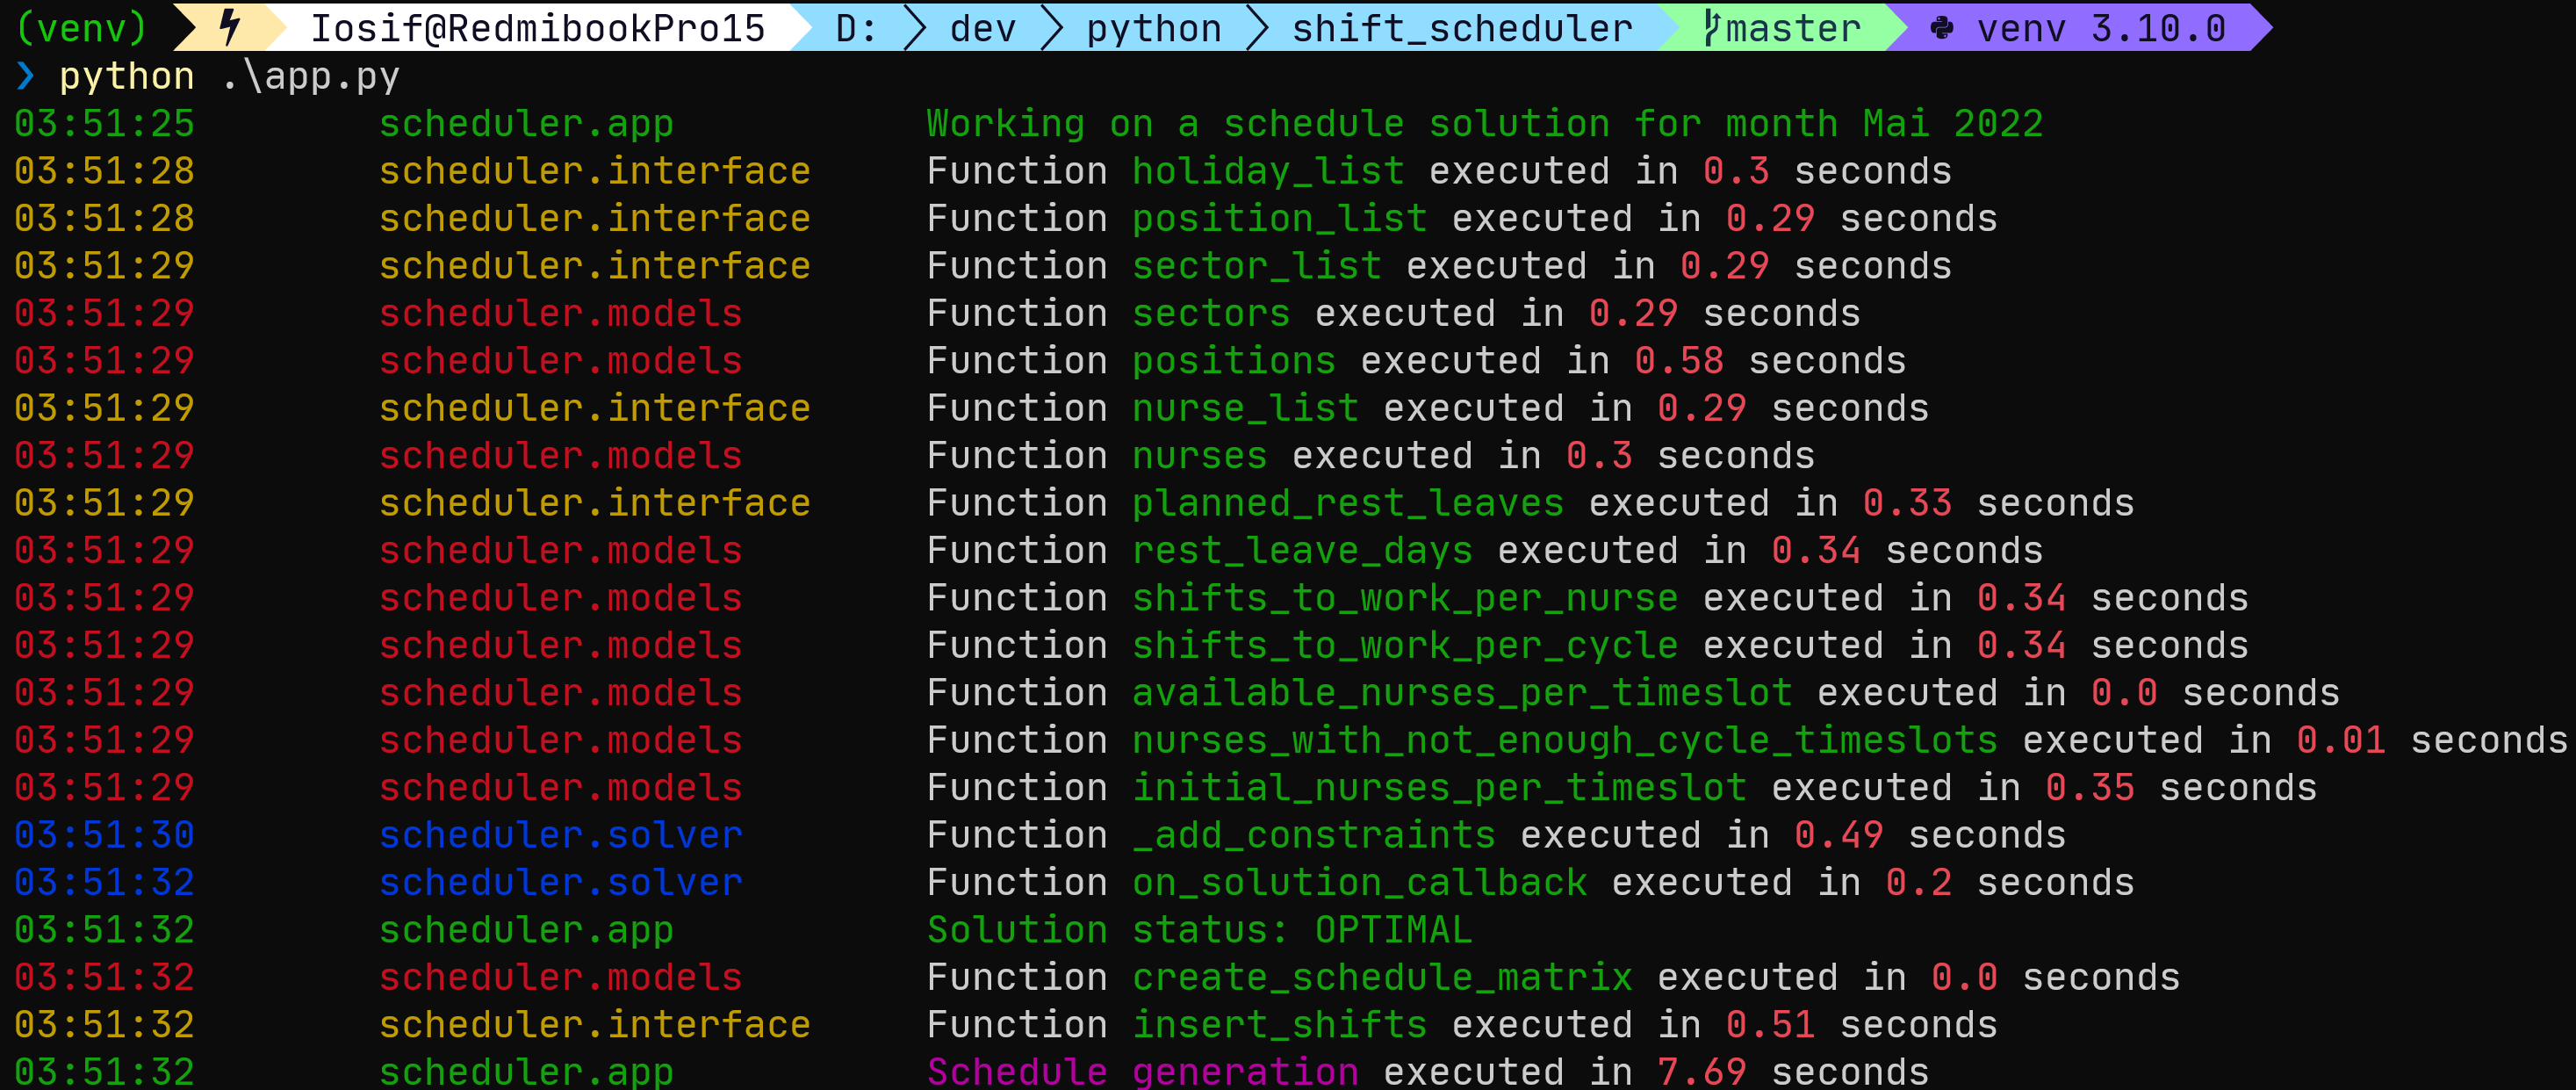 (venv) Iosif@RedmibookPro15 D: dev python shift_scheduler master venv 3.10.0
❯ python .\app.py
03:51:25 scheduler.app Working on a schedule solution for month Mai 2022
03:51:28 scheduler.interface Function holiday_list executed in 0.3 seconds
03:51:28 scheduler.interface Function position_list executed in 0.29 seconds
03:51:29 scheduler.interface Function sector_list executed in 0.29 seconds
03:51:29 scheduler.models Function sectors executed in 0.29 seconds
03:51:29 scheduler.models Function positions executed in 0.58 seconds
03:51:29 scheduler.interface Function nurse_list executed in 0.29 seconds
03:51:29 scheduler.models Function nurses executed in 0.3 seconds
03:51:29 scheduler.interface Function planned_rest_leaves executed in 0.33 seconds
03:51:29 scheduler.models Function rest_leave_days executed in 0.34 seconds
03:51:29 scheduler.models Function shifts_to_work_per_nurse executed in 0.34 seconds
03:51:29 scheduler.models Function shifts_to_work_per_cycle executed in 0.34 seconds
03:51:29 scheduler.models Function available_nurses_per_timeslot executed in 0.0 seconds
03:51:29 scheduler.models Function nurses_with_not_enough_cycle_timeslots executed in 0.01 seconds
03:51:29 scheduler.models Function initial_nurses_per_timeslot executed in 0.35 seconds
03:51:30 scheduler.solver Function _add_constraints executed in 0.49 seconds
03:51:32 scheduler.solver Function on_solution_callback executed in 0.2 seconds
03:51:32 scheduler.app Solution status: OPTIMAL
03:51:32 scheduler.models Function create_schedule_matrix executed in 0.0 seconds
03:51:32 scheduler.interface Function insert_shifts executed in 0.51 seconds
03:51:32 scheduler.app Schedule generation executed in 7.69 seconds